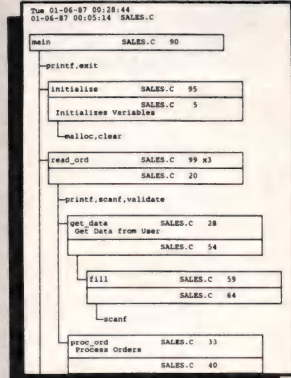 Tue 01-06-87 00:28:44
01-06-87 00:05:14 SALES.C
main SALES.C 90
printf,exit
initialize SALES.C 95
SALES.C 5
Initializes Variables
malloc,clear
read_ord SALES.C 99 x3
SALES.C 20
printf,scanf,validate
get_data SALES.C 28
Get Data from User
SALES.C 54
fill SALES.C 59
SALES.C 64
scanf
proc_ord SALES.C 33
Process Orders
SALES.C 40